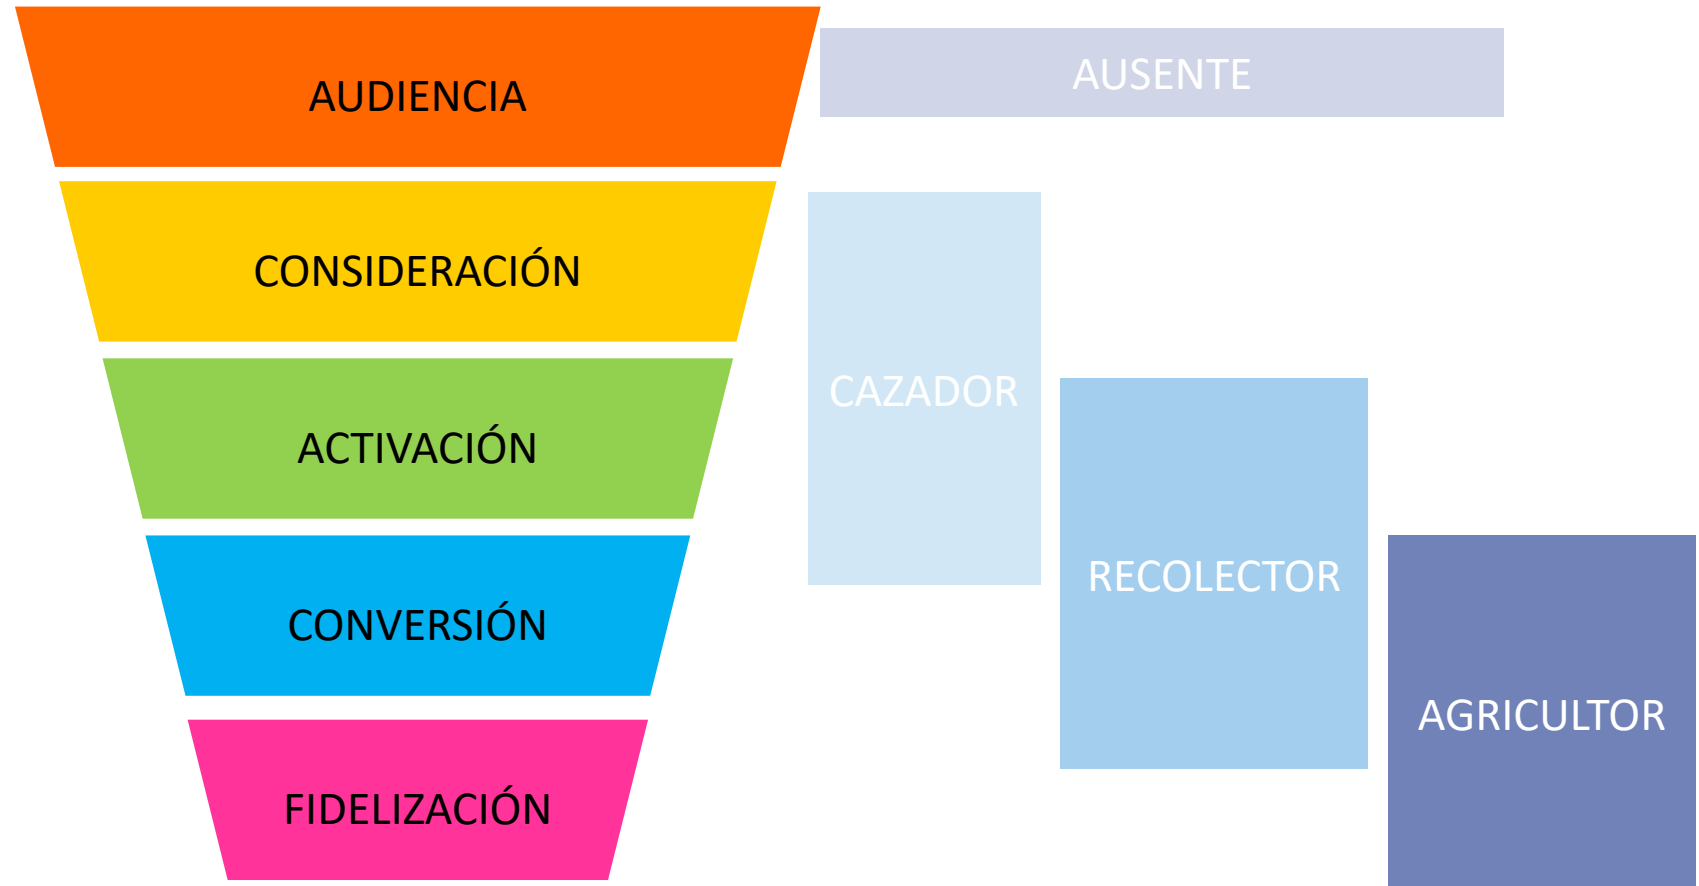 AUDIENCIA
AUSENTE
CONSIDERACIÓN
CAZADOR
ACTIVACIÓN
RECOLECTOR
CONVERSIÓN
AGRICULTOR
FIDELIZACIÓN